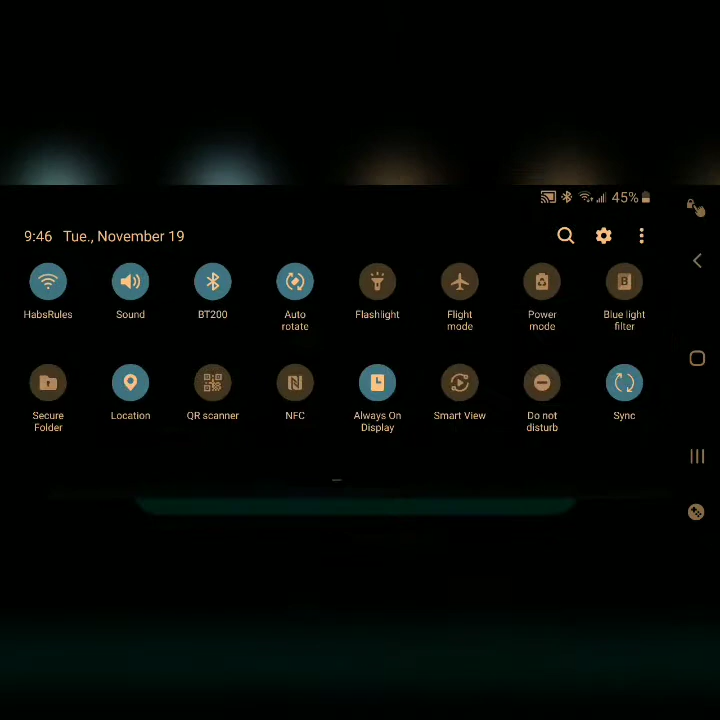 45%
9:46 Tue., November 19
HabsRules Sound BT200 Auto rotate Flashlight Flight mode Power mode Blue light filter
Secure Folder Location QR scanner NFC Always On Display Smart View Do not disturb Sync